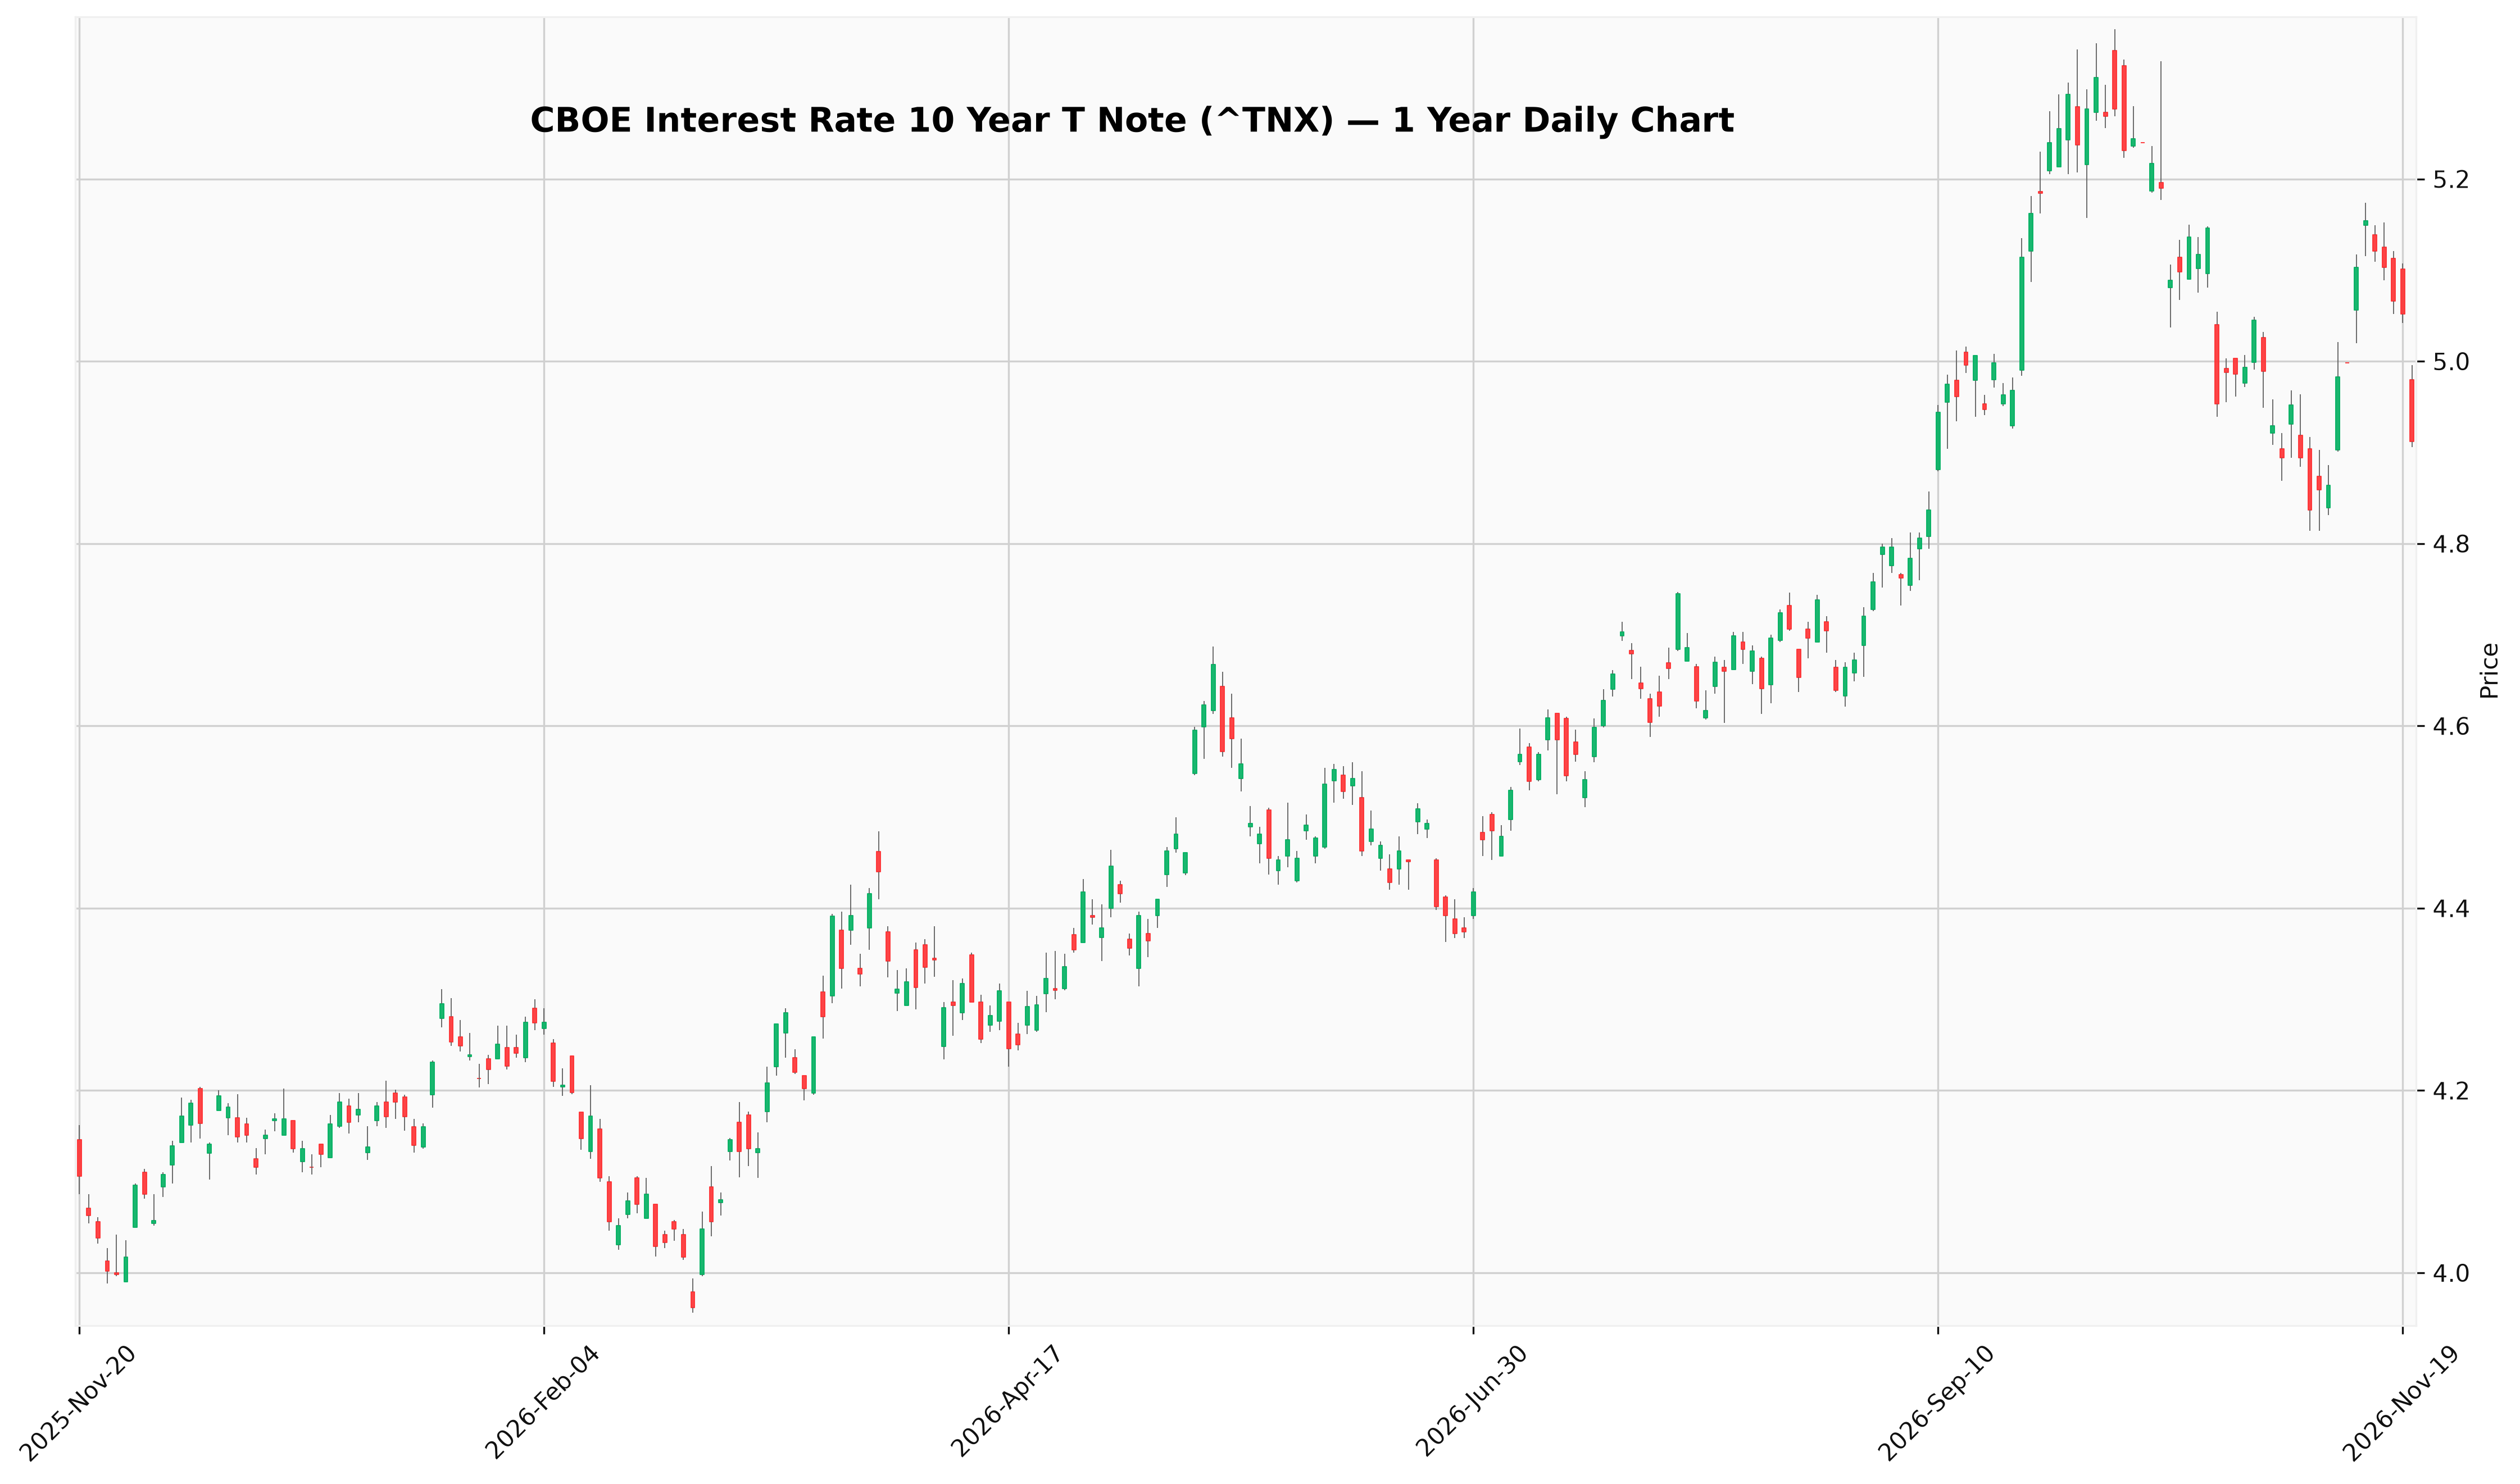 CBOE Interest Rate 10 Year T Note (^TNX) — 1 Year Daily Chart
5.2
5.0
4.8
4.6
4.4
4.2
4.0
Price
2025-Nov-20
2026-Feb-04
2026-Apr-17
2026-Jun-30
2026-Sep-10
2026-Nov-19